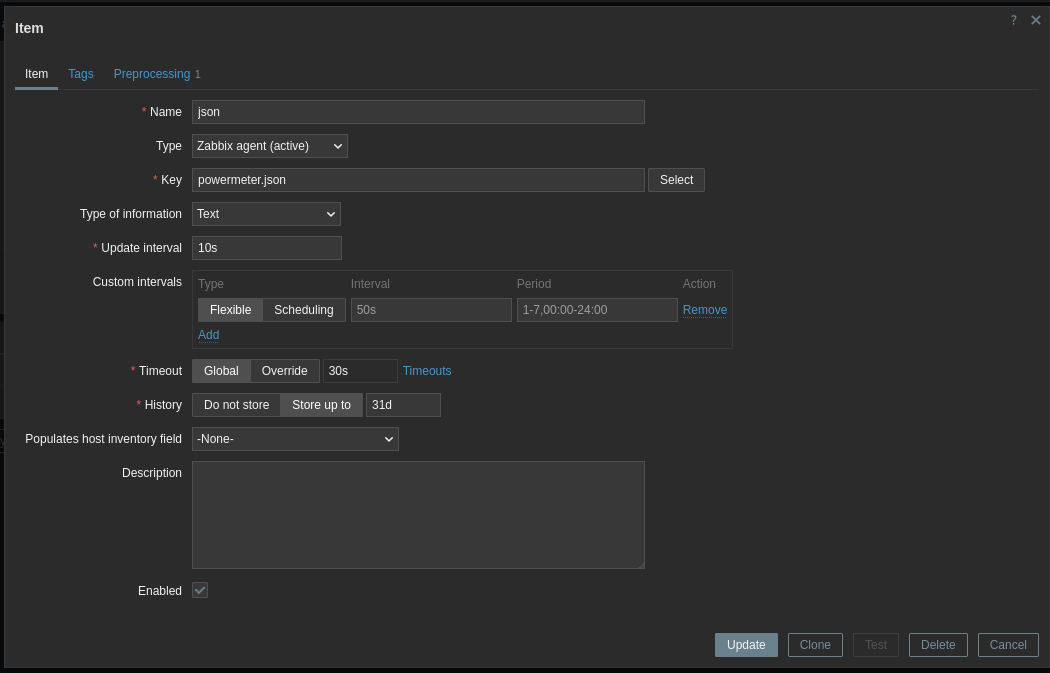 Item
?
Item Tags Preprocessing 1
* Name json
Type Zabbix agent (active)
* Key powermeter.json Select
Type of information Text
* Update interval 10s
Custom intervals Type Interval Period Action
Flexible Scheduling 50s 1-7,00:00-24:00 Remove
Add
* Timeout Global Override 30s Timeouts
* History Do not store Store up to 31d
Populates host inventory field -None-
Description
Enabled
Update Clone Test Delete Cancel